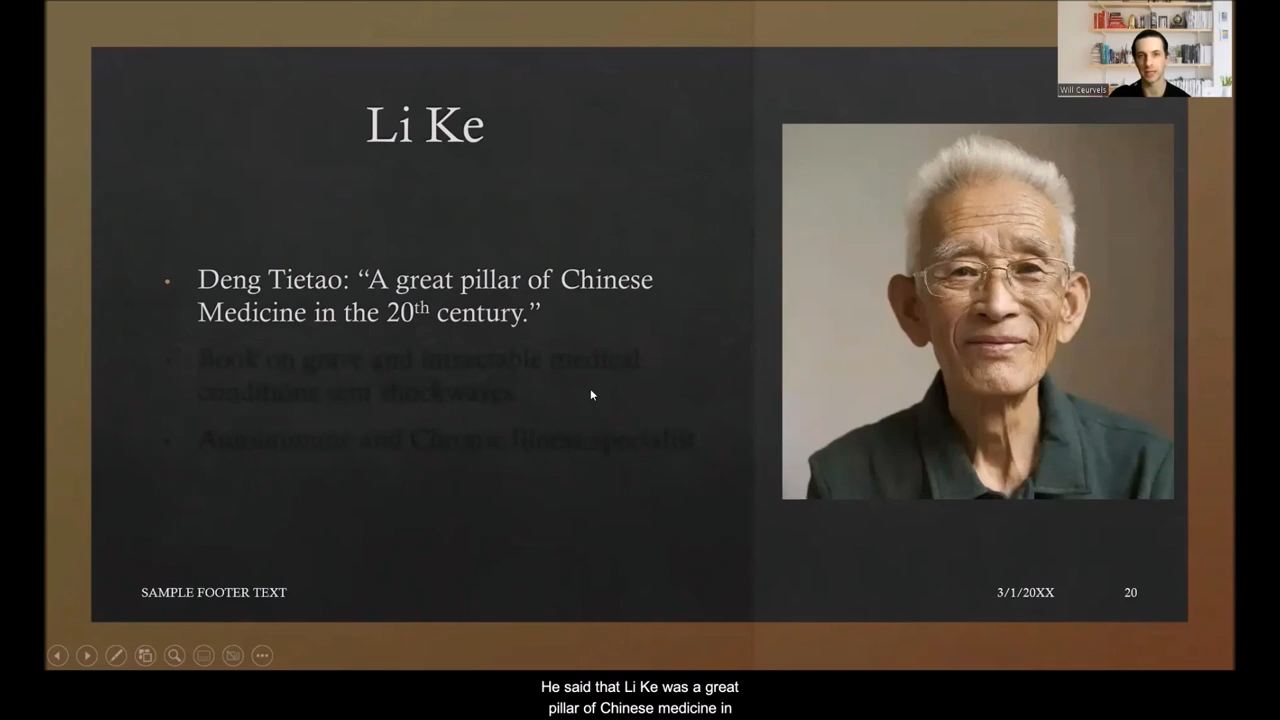 Will Ceurvels
Li Ke
• Deng Tietao: “A great pillar of Chinese
Medicine in the 20th century.”
• Book on grave and intractable medical
conditions sent shockwaves
• Autoimmune and Chronic Illness specialist
SAMPLE FOOTER TEXT
3/1/20XX
20
He said that Li Ke was a great
pillar of Chinese medicine in